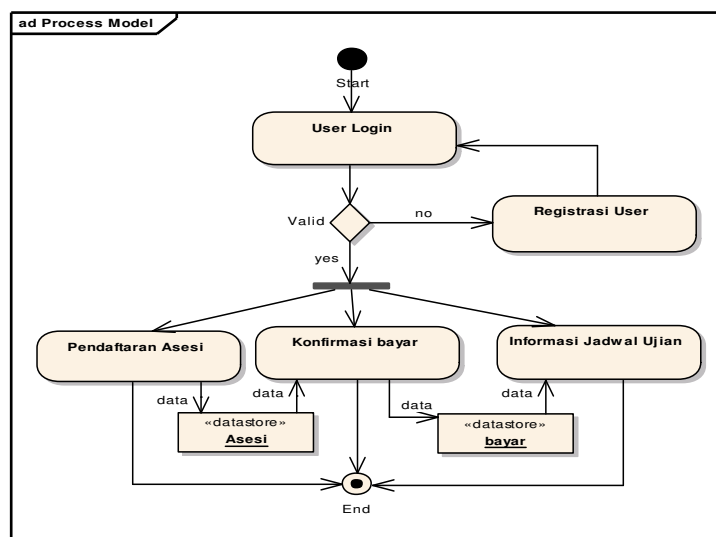 ad Process Model
Start
User Login
Valid
no
Registrasi User
yes
Pendaftaran Asesi
Konfirmasi bayar
Informasi Jadwal Ujian
data
data
data
data
«datastore»
Asesi
«datastore»
bayar
End